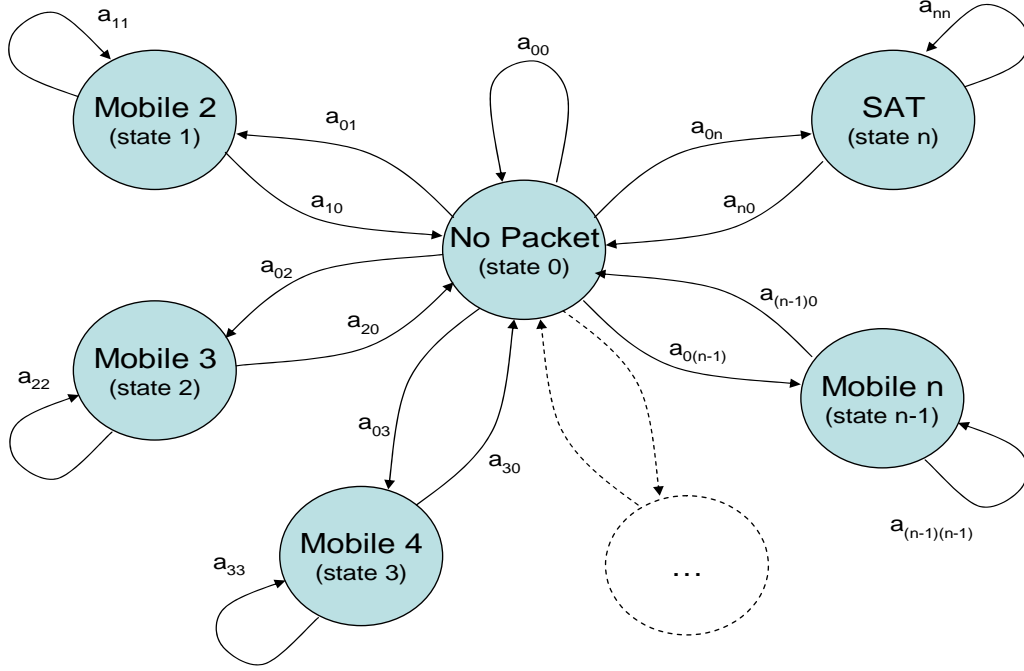 a11
ann
a00
Mobile 2
(state 1)
SAT
(state n)
a01
a0n
a10
an0
No Packet
(state 0)
a02
a(n-1)0
a20
a0(n-1)
Mobile 3
(state 2)
a22
Mobile n
(state n-1)
a03
a30
a(n-1)(n-1)
Mobile 4
(state 3)
a33
...